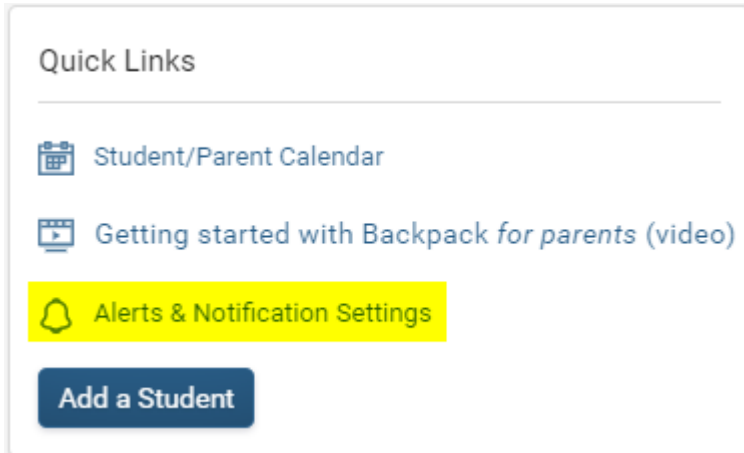 Quick Links
Student/Parent Calendar
Getting started with Backpack for parents (video)
Alerts & Notification Settings
Add a Student